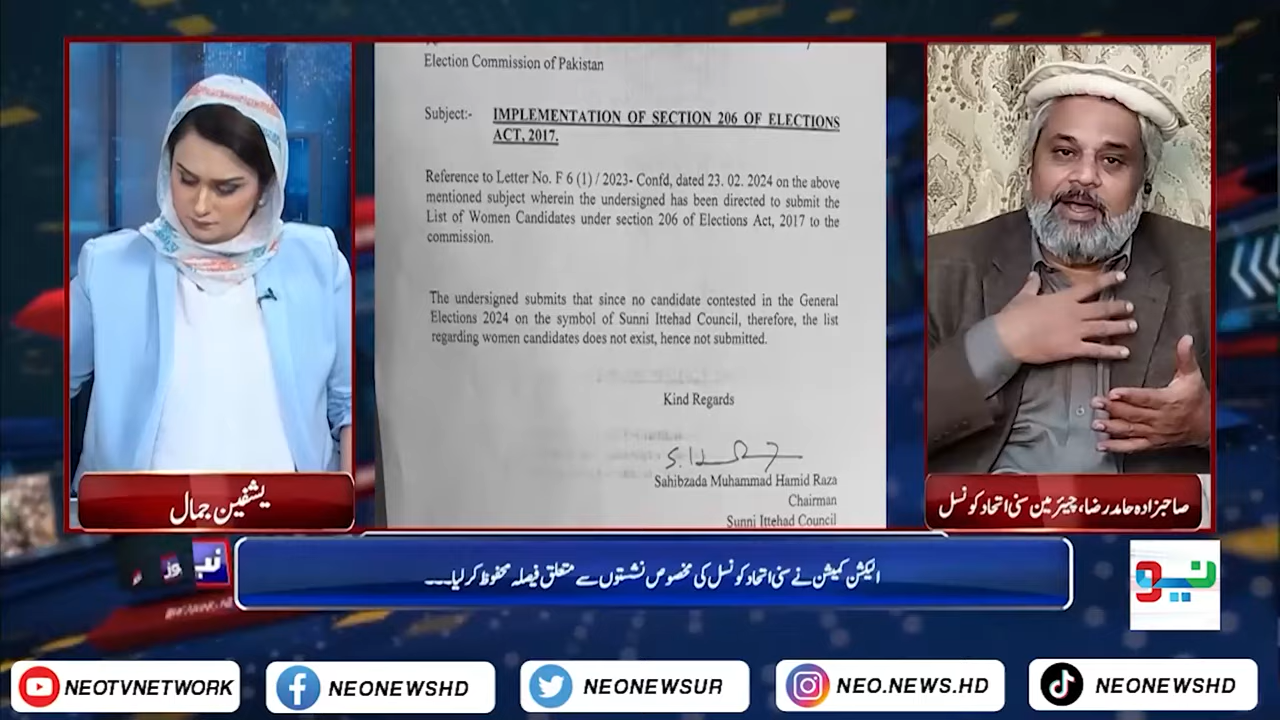 Election Commission of Pakistan
Subject:- IMPLEMENTATION OF SECTION 206 OF ELECTIONS
ACT, 2017.
Reference to Letter No. F 6 (1) / 2023- Confd, dated 23. 02. 2024 on the above
mentioned subject wherein the undersigned has been directed to submit the
List of Women Candidates under section 206 of Elections Act, 2017 to the
commission.
The undersigned submits that since no candidate contested in the General
Elections 2024 on the symbol of Sunni Ittehad Council, therefore, the list
regarding women candidates does not exist, hence not submitted.
Kind Regards
Sahibzada Muhammad Hamid Raza
Chairman
Sunni Ittehad Council
یشفین جمال
صاحبزادہ حامد رضا، چیئرمین سنی اتحاد کونسل
الیکشن کمیشن نے سنی اتحاد کونسل کی مخصوص نشستوں سے متعلق فیصلہ محفوظ کرلیا۔۔۔۔
نیو
NEOTVNETWORK
NEONEWSHD
NEONEWSUR
NEO.NEWS.HD
NEONEWSHD